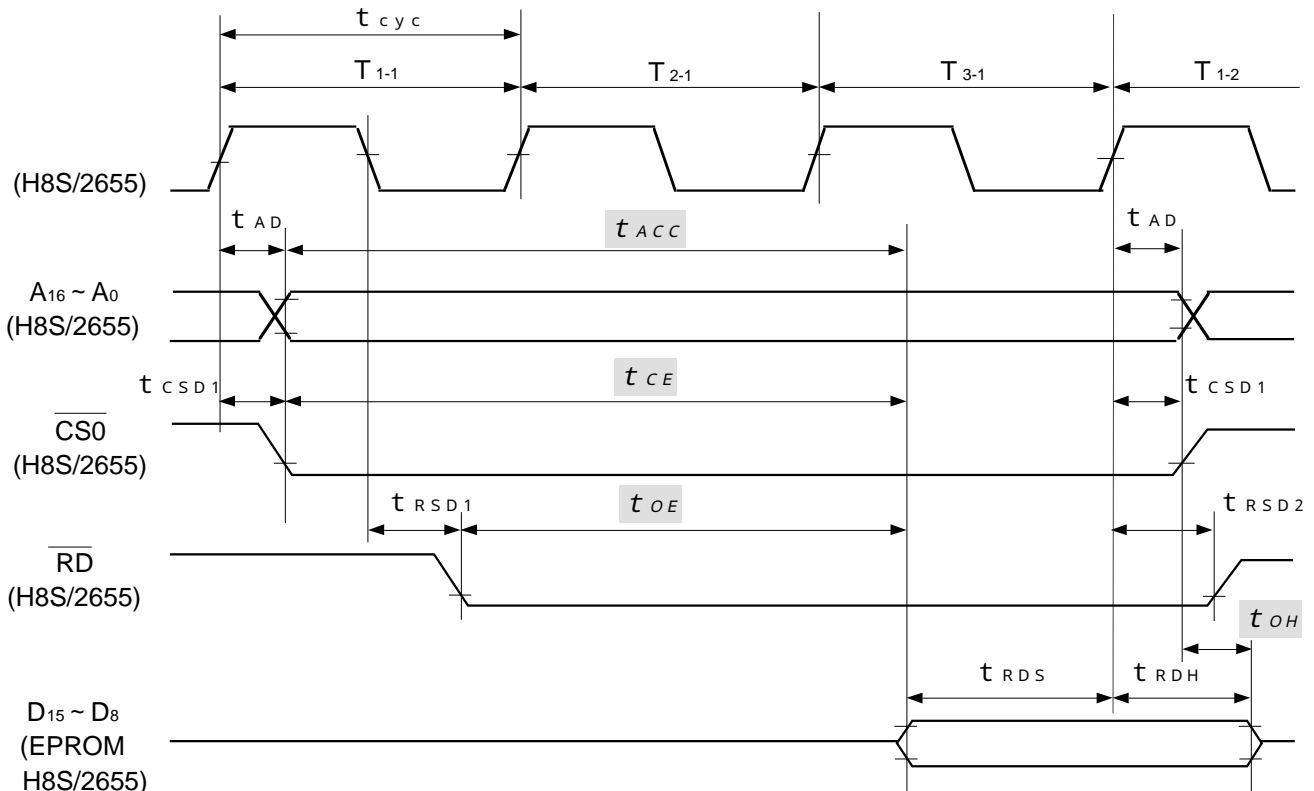 t cyc
T 1-1 T 2-1 T 3-1 T 1-2
(H8S/2655)
t AD t ACC t AD
A16 ~ A0
(H8S/2655)
t CSD1 t CE t CSD1
CS0
(H8S/2655)
t RSD1 t OE t RSD2
RD
(H8S/2655)
t OH
t RDS t RDH
D15 ~ D8
(EPROM
H8S/2655)